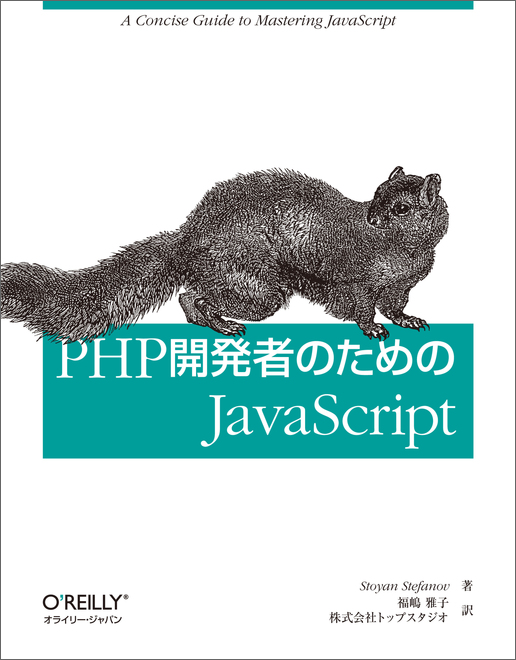 A Concise Guide to Mastering JavaScript
PHP開発者のための
JavaScript
Stoyan Stefanov 著
福嶋 雅子
株式会社トップスタジオ 訳
O'REILLY®
オライリー・ジャパン